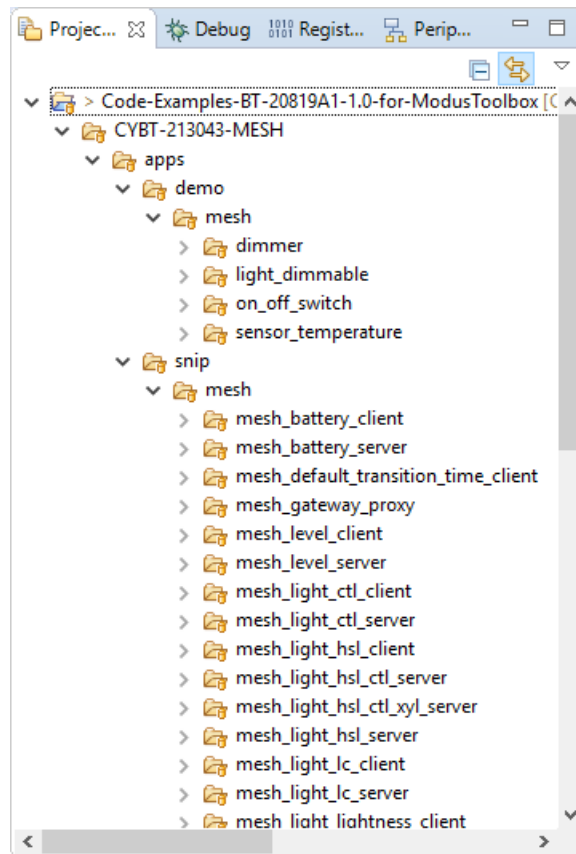 Projec... Debug Regist... Perip...
> Code-Examples-BT-20819A1-1.0-for-ModusToolbox [C
CYBT-213043-MESH
apps
demo
mesh
dimmer
light_dimmable
on_off_switch
sensor_temperature
snip
mesh
mesh_battery_client
mesh_battery_server
mesh_default_transition_time_client
mesh_gateway_proxy
mesh_level_client
mesh_level_server
mesh_light_ctl_client
mesh_light_ctl_server
mesh_light_hsl_client
mesh_light_hsl_ctl_server
mesh_light_hsl_ctl_xyl_server
mesh_light_hsl_server
mesh_light_lc_client
mesh_light_lc_server
mesh_light_lightness_client